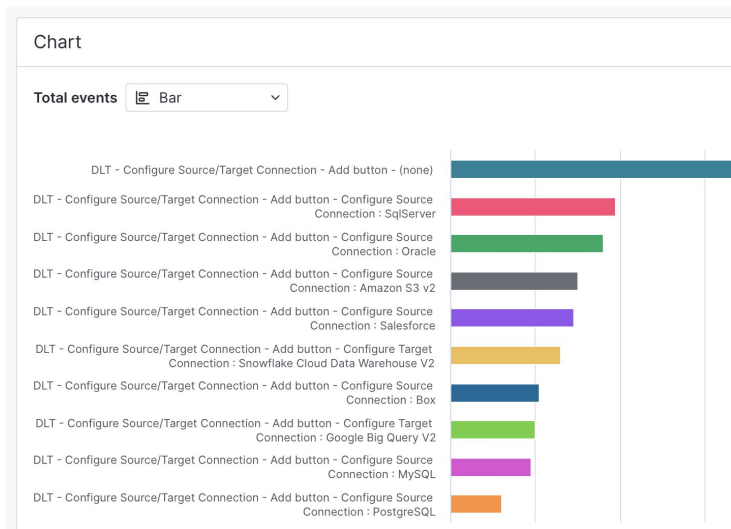 Chart
Total events Bar
DLT - Configure Source/Target Connection - Add button - (none)
DLT - Configure Source/Target Connection - Add button - Configure Source
Connection : SqlServer
DLT - Configure Source/Target Connection - Add button - Configure Source
Connection : Oracle
DLT - Configure Source/Target Connection - Add button - Configure Source
Connection : Amazon S3 v2
DLT - Configure Source/Target Connection - Add button - Configure Source
Connection : Salesforce
DLT - Configure Source/Target Connection - Add button - Configure Target
Connection : Snowflake Cloud Data Warehouse V2
DLT - Configure Source/Target Connection - Add button - Configure Source
Connection : Box
DLT - Configure Source/Target Connection - Add button - Configure Target
Connection : Google Big Query V2
DLT - Configure Source/Target Connection - Add button - Configure Source
Connection : MySQL
DLT - Configure Source/Target Connection - Add button - Configure Source
Connection : PostgreSQL